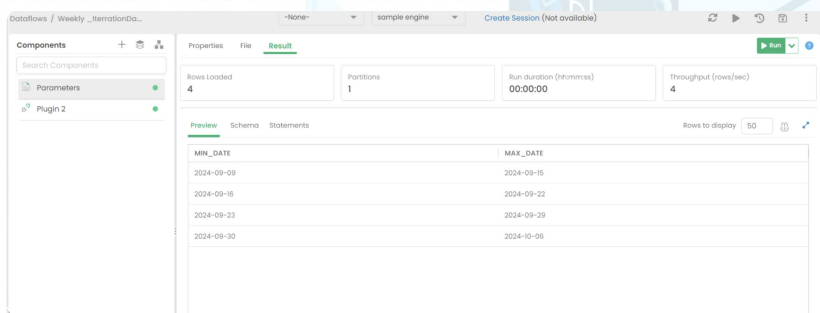 Dataflows / Weekly _IterrationDa...
-None-
sample engine
Create Session (Not available)
Components
Search Components
Parameters
Plugin 2
Properties File Result
Run
Rows Loaded
4
Partitions
1
Run duration (hh:mm:ss)
00:00:00
Throughput (rows/sec)
4
Preview Schema Statements
Rows to display 50
MIN_DATE MAX_DATE
2024-09-09 2024-09-15
2024-09-16 2024-09-22
2024-09-23 2024-09-29
2024-09-30 2024-10-06